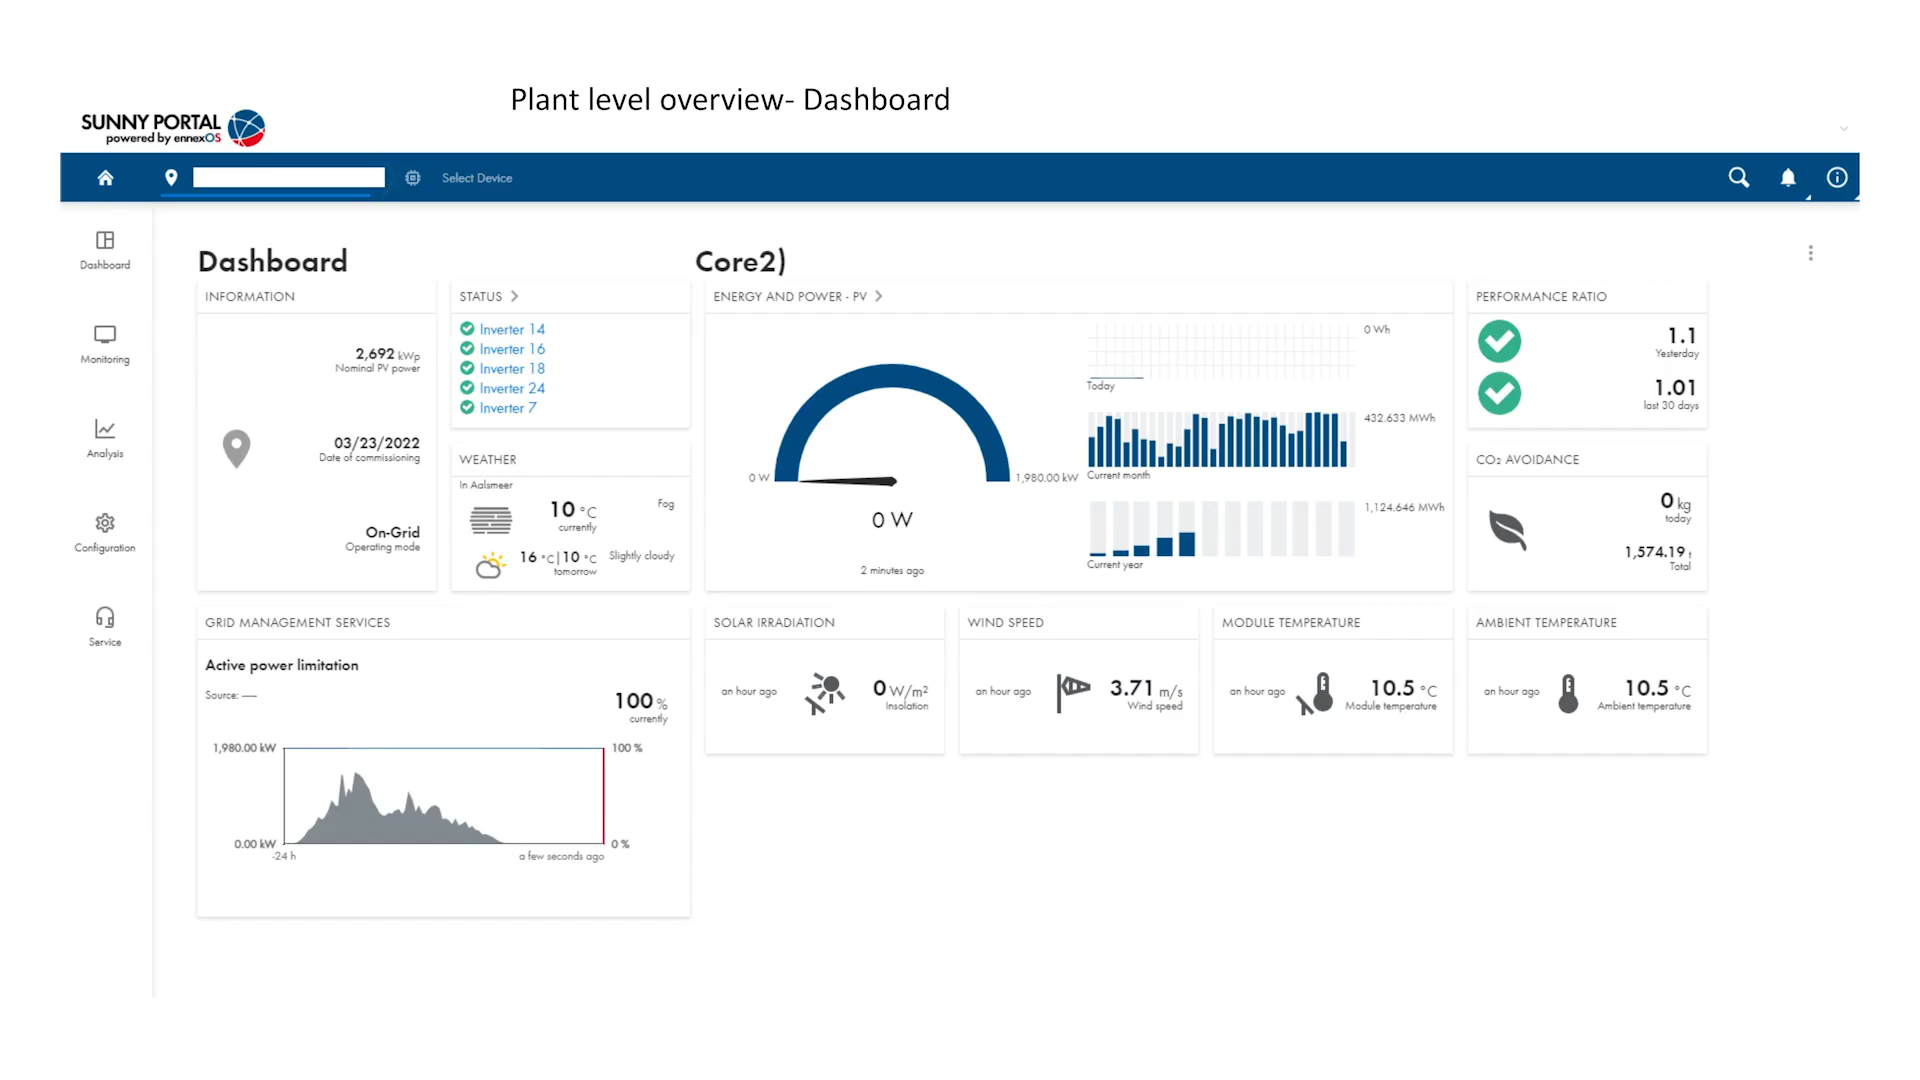 Plant level overview- Dashboard
SUNNY PORTAL
powered by ennexOS
Select Device
Dashboard
Monitoring
Analysis
Configuration
Service
Dashboard
Core2)
INFORMATION
2,692 kWp
Nominal PV power
03/23/2022
Date of commissioning
On-Grid
Operating mode
STATUS
Inverter 14
Inverter 16
Inverter 18
Inverter 24
Inverter 7
WEATHER
In Aalsmeer
10 °C
currently
Fog
16 °C|10 °C
tomorrow
Slightly cloudy
ENERGY AND POWER - PV
0 W
1,980.00 kW
0 W
2 minutes ago
0 Wh
Today
432.633 MWh
Current month
1,124.646 MWh
Current year
PERFORMANCE RATIO
1.1
Yesterday
1.01
last 30 days
CO₂ AVOIDANCE
0 kg
today
1,574.19 t
Total
GRID MANAGEMENT SERVICES
Active power limitation
Source: —
100 %
currently
1,980.00 kW
100 %
0.00 kW
0 %
-24 h
a few seconds ago
SOLAR IRRADIATION
an hour ago
0 W/m²
Insolation
WIND SPEED
an hour ago
3.71 m/s
Wind speed
MODULE TEMPERATURE
an hour ago
10.5 °C
Module temperature
AMBIENT TEMPERATURE
an hour ago
10.5 °C
Ambient temperature